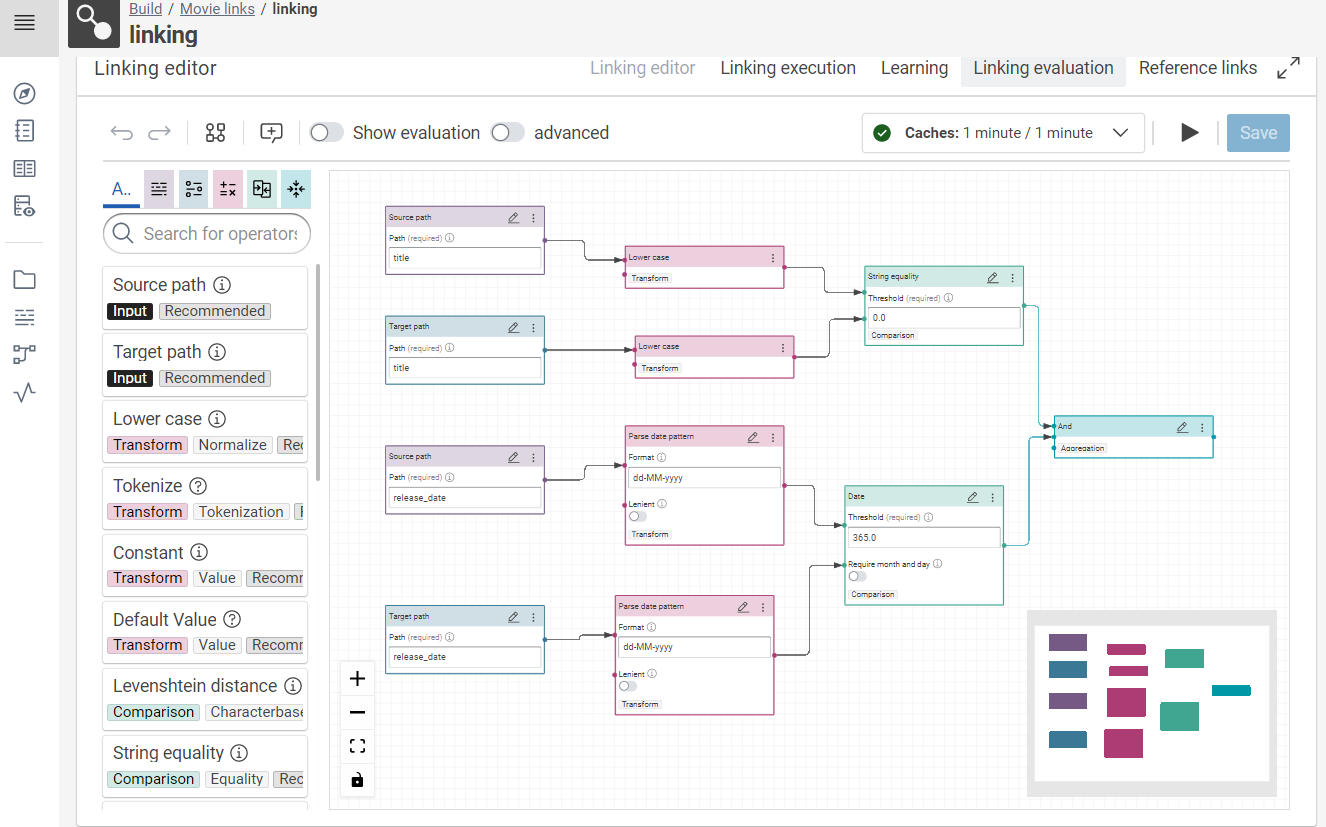 Build / Movie links / linking
linking
Linking editor
Linking editor Linking execution Learning Linking evaluation Reference links
Show evaluation advanced
Caches: 1 minute / 1 minute
Save
A..
Search for operators
Source path
Input Recommended
Target path
Input Recommended
Lower case
Transform Normalize Rec
Tokenize
Transform Tokenization
Constant
Transform Value Recomm
Default Value
Transform Value Recomm
Levenshtein distance
Comparison Characterbase
String equality
Comparison Equality Rec
Source path
Path (required)
title
Lower case
Transform
String equality
Threshold (required)
0.0
Comparison
Target path
Path (required)
title
Lower case
Transform
And
Aggregation
Source path
Path (required)
release_date
Parse date pattern
Format
dd-MM-yyyy
Lenient
Transform
Date
Threshold (required)
365.0
Require month and day
Comparison
Target path
Path (required)
release_date
Parse date pattern
Format
dd-MM-yyyy
Lenient
Transform